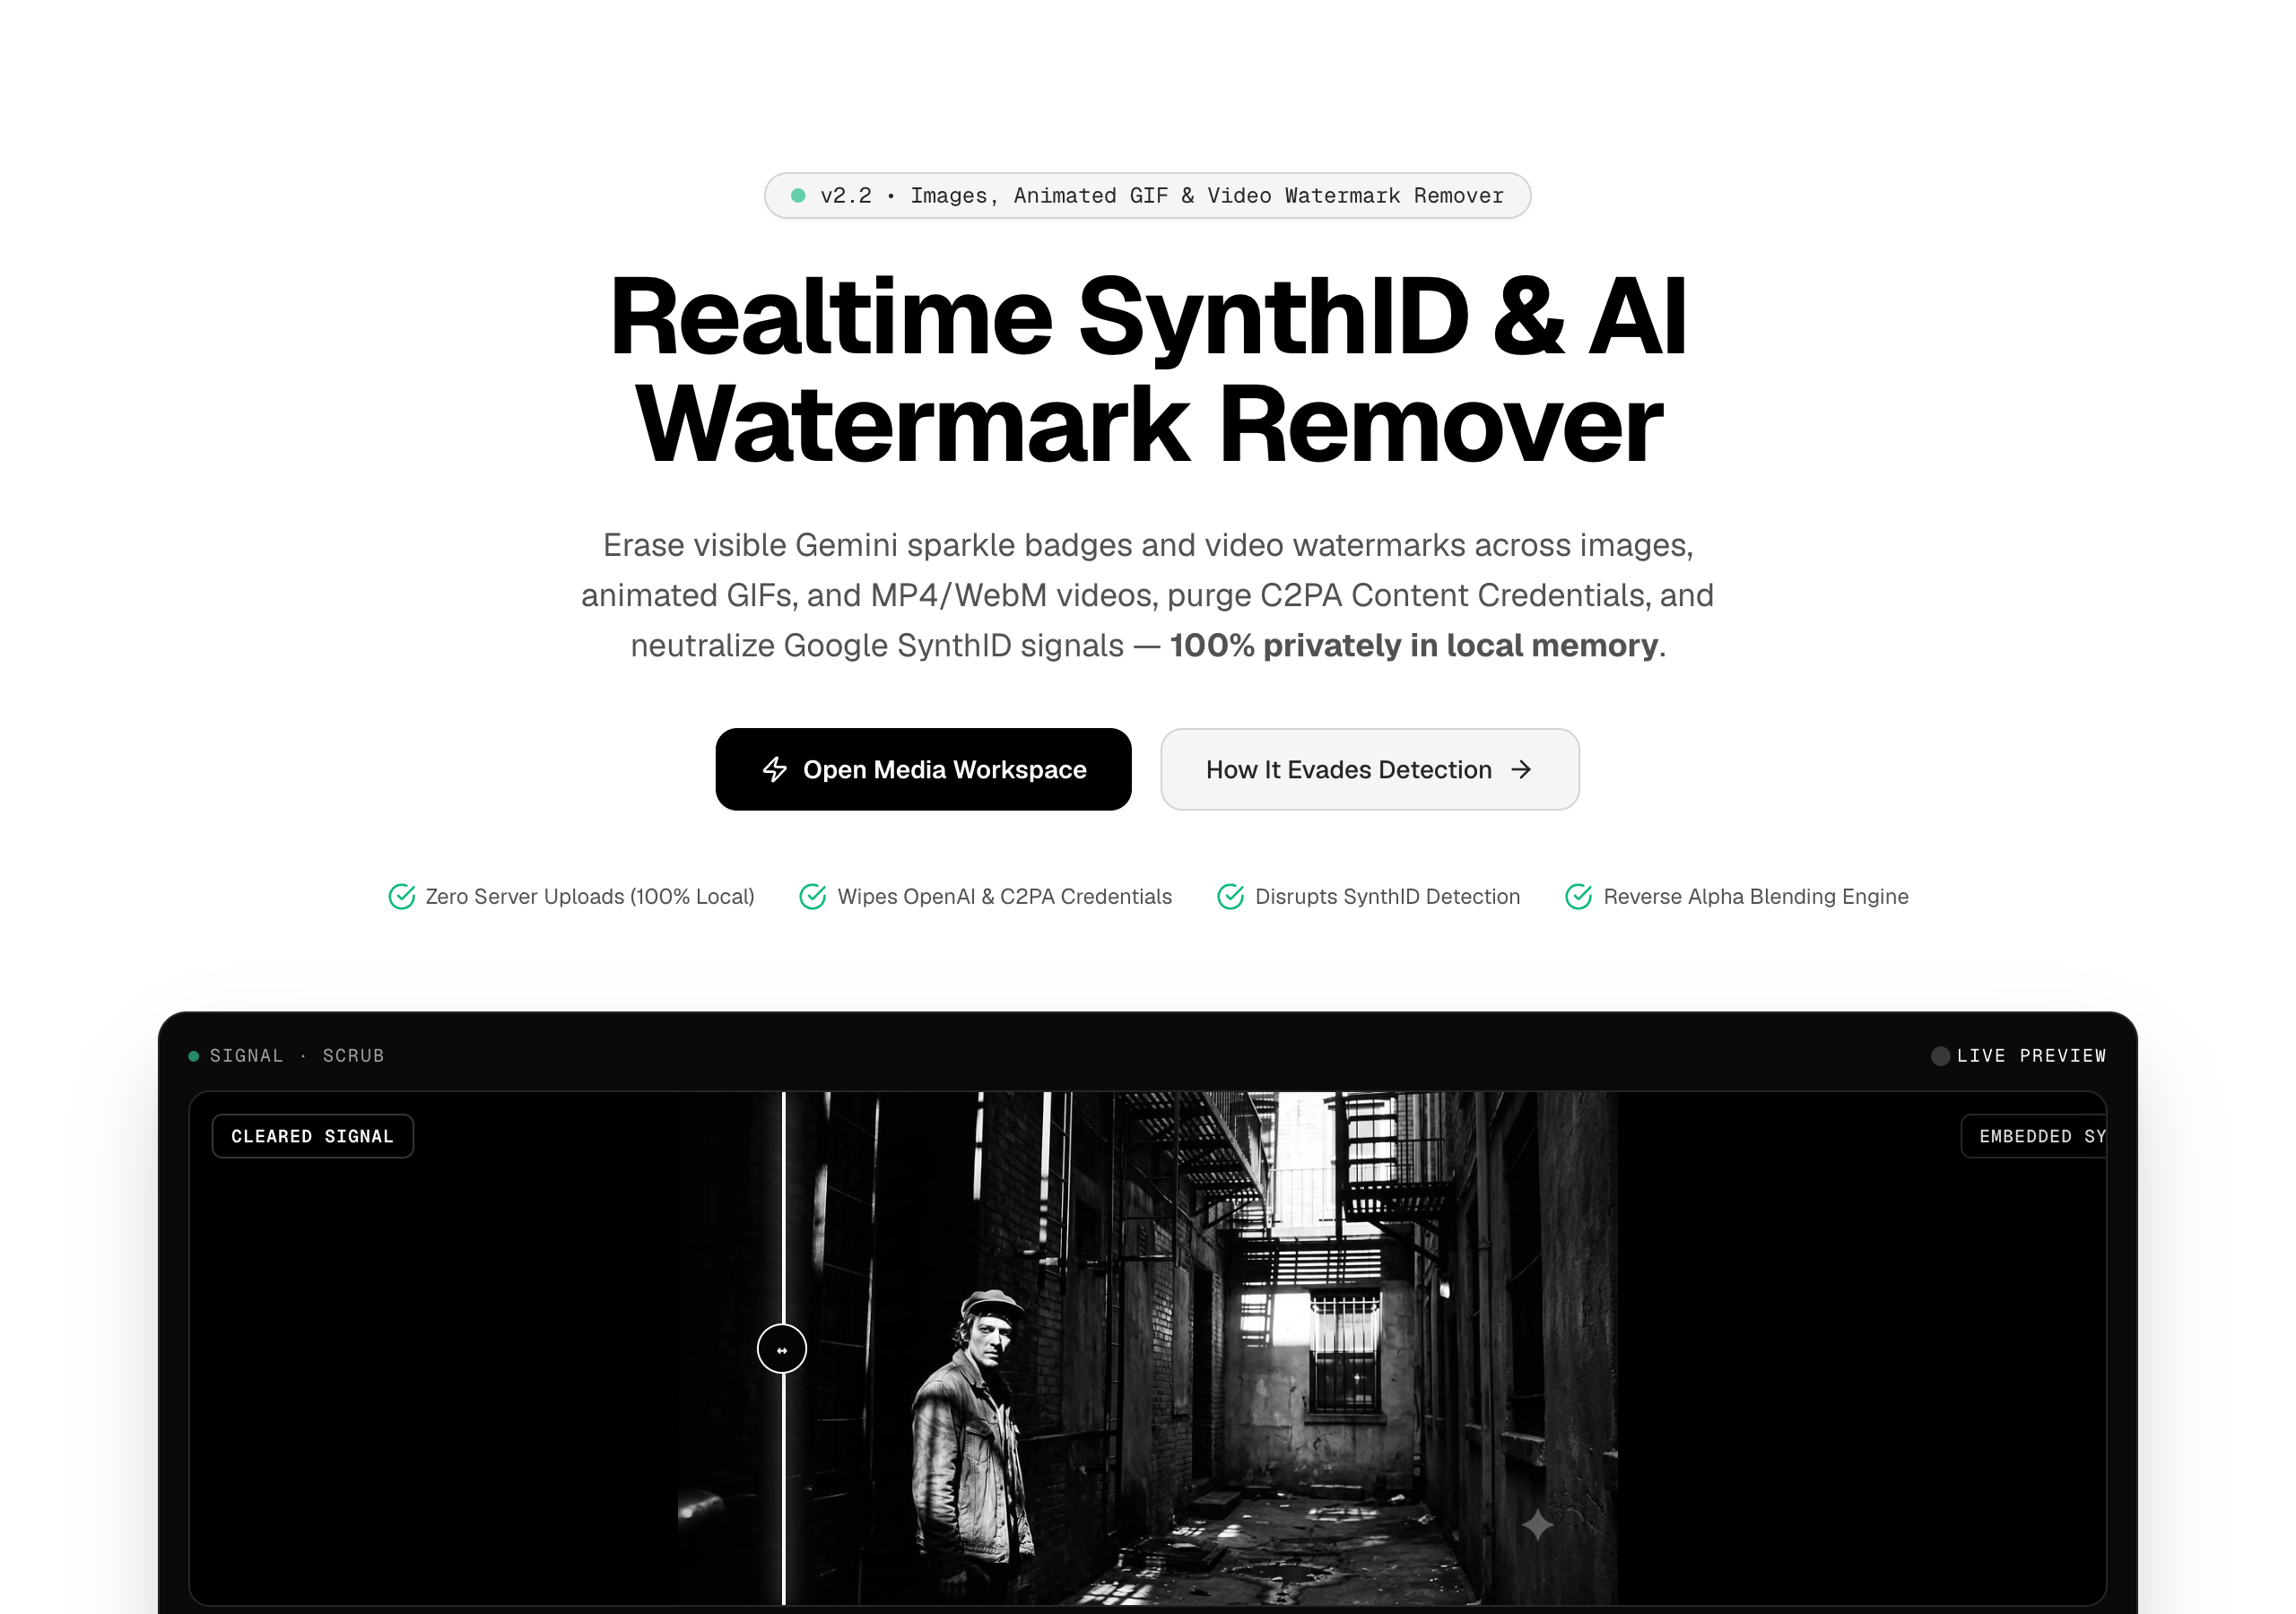 v2.2 • Images, Animated GIF & Video Watermark Remover
Realtime SynthID & AI
Watermark Remover
Erase visible Gemini sparkle badges and video watermarks across images,
animated GIFs, and MP4/WebM videos, purge C2PA Content Credentials, and
neutralize Google SynthID signals — 100% privately in local memory.
Open Media Workspace
How It Evades Detection →
Zero Server Uploads (100% Local)
Wipes OpenAI & C2PA Credentials
Disrupts SynthID Detection
Reverse Alpha Blending Engine
SIGNAL · SCRUB
LIVE PREVIEW
CLEARED SIGNAL
EMBEDDED SY